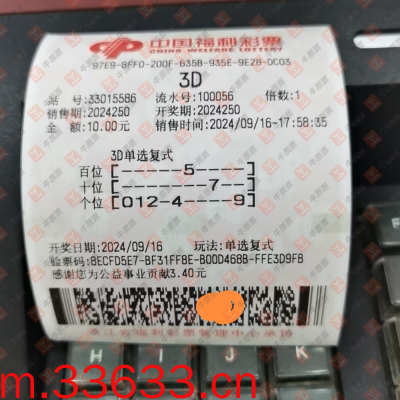 中国福利彩票
CHINA WELFARE LOTTERY
97E9-8FF0-200F-635B-935E-9E28-0C03
3D
站 号:33015586 流水号:100056 倍数:1
销售期:2024250 开奖期:2024250
金 额:10.00元 销售时间:2024/09/16-17:58:35
3D单选复式
百位 [------5----]
十位 [--------7--]
个位 [012-4----9]
开奖日期:2024/09/16 玩法:单选复式
验票码:8ECFD5E7-BF31FF8E-B00D468B-FFE3D9FB
感谢您为公益事业贡献3.40元
H I J K
m.33633.cn